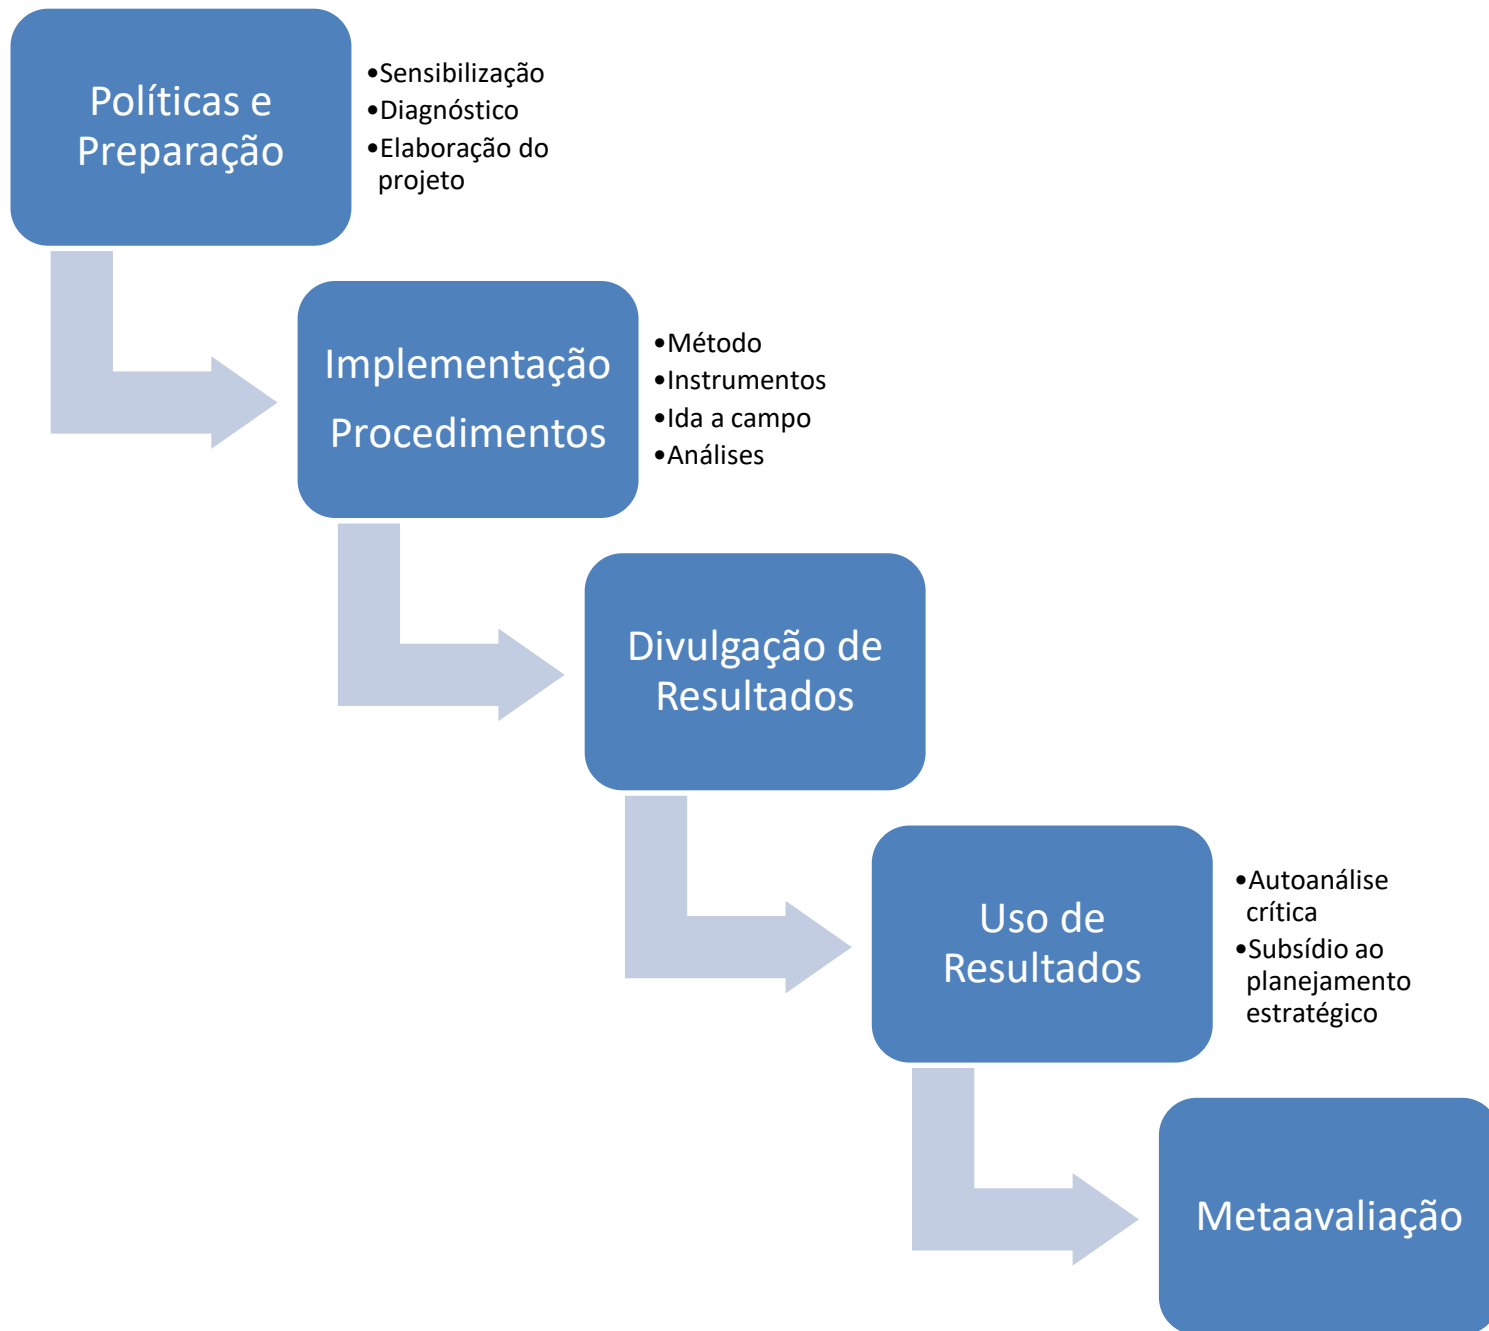 Políticas e
Preparação
•Sensibilização
•Diagnóstico
•Elaboração do
projeto
Implementação
Procedimentos
•Método
•Instrumentos
•Ida a campo
•Análises
Divulgação de
Resultados
Uso de
Resultados
•Autoanálise
crítica
•Subsídio ao
planejamento
estratégico
Metaavaliação